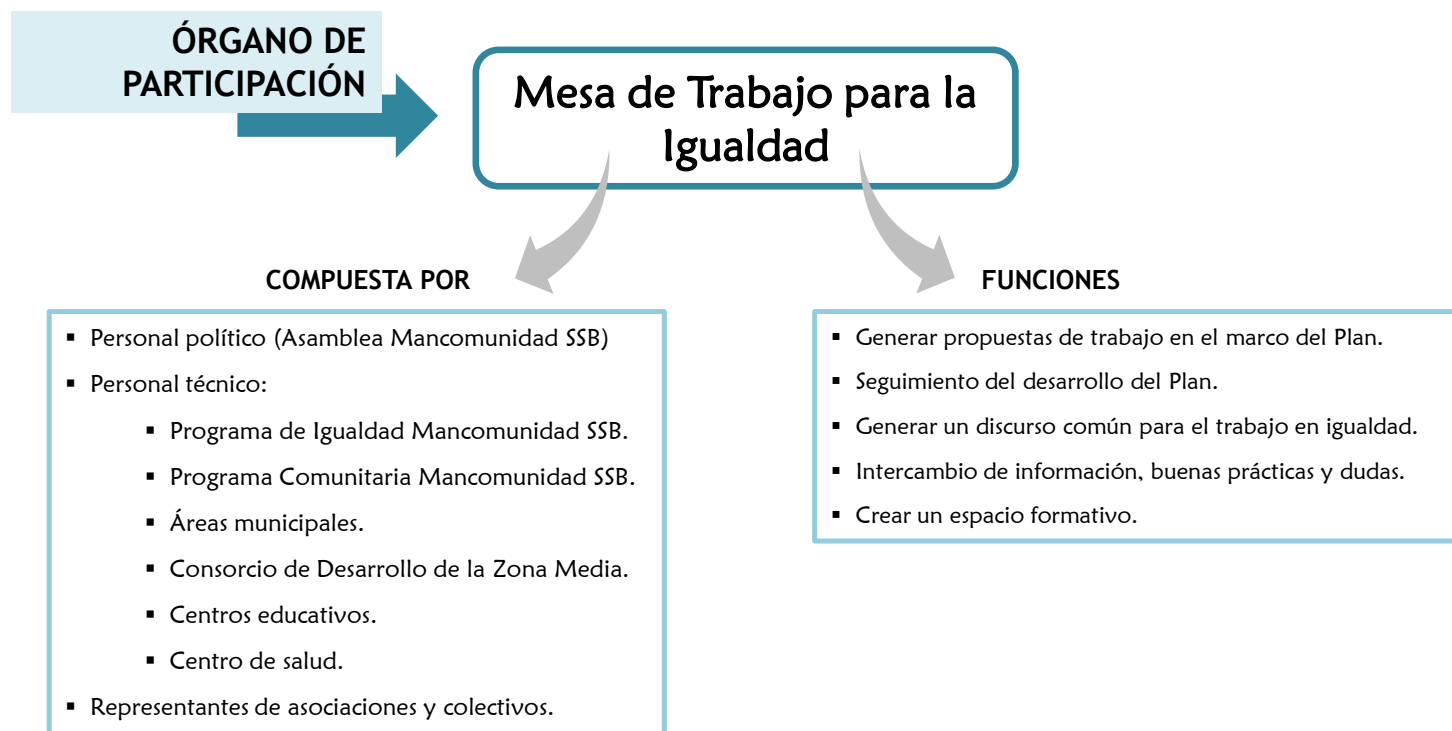 ÓRGANO DE
PARTICIPACIÓN
Mesa de Trabajo para la
Igualdad
COMPUESTA POR
▪ Personal político (Asamblea Mancomunidad SSB)
▪ Personal técnico:
▪ Programa de Igualdad Mancomunidad SSB.
▪ Programa Comunitaria Mancomunidad SSB.
▪ Áreas municipales.
▪ Consorcio de Desarrollo de la Zona Media.
▪ Centros educativos.
▪ Centro de salud.
▪ Representantes de asociaciones y colectivos.
FUNCIONES
▪ Generar propuestas de trabajo en el marco del Plan.
▪ Seguimiento del desarrollo del Plan.
▪ Generar un discurso común para el trabajo en igualdad.
▪ Intercambio de información, buenas prácticas y dudas.
▪ Crear un espacio formativo.